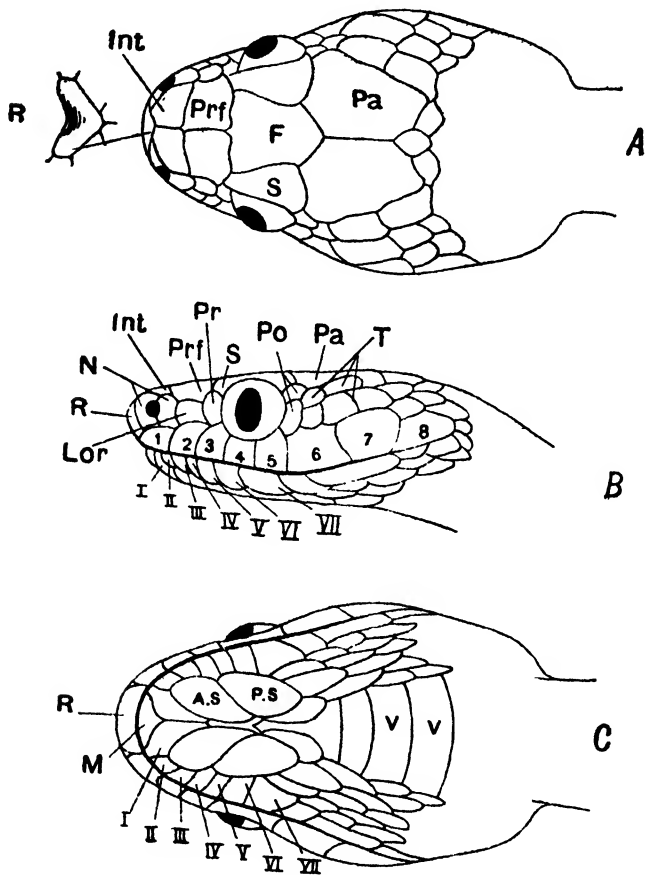 Int
R
Prf
Pa
F
S
A
Int
Pr
Prf
S
Po
Pa
T
N
R
Lor
1 2 3 4 5 6 7 8
I II III IV V VI VII
B
A.S P.S
R
V V
C
M
I II III IV V VI VII